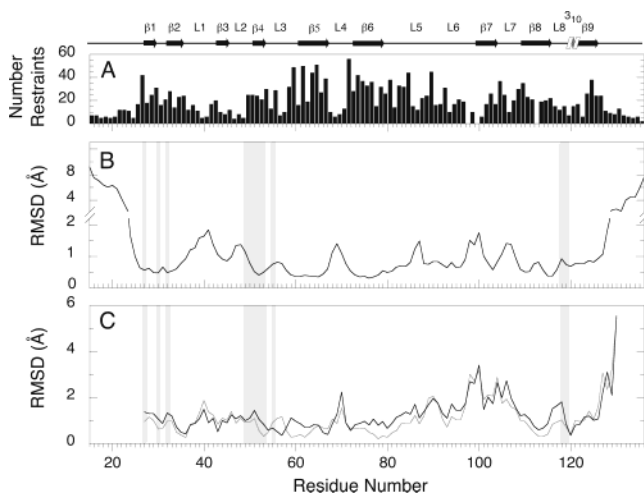 β1 β2 L1 β3 L2 β4 L3 β5 L4 β6 L5 L6 β7 L7 β8 L8 3₁₀ β9
A
Number Restraints
60
40
20
0
B
RMSD (Å)
8
4
2
1
0
C
RMSD (Å)
6
4
2
0
20 40 60 80 100 120
Residue Number